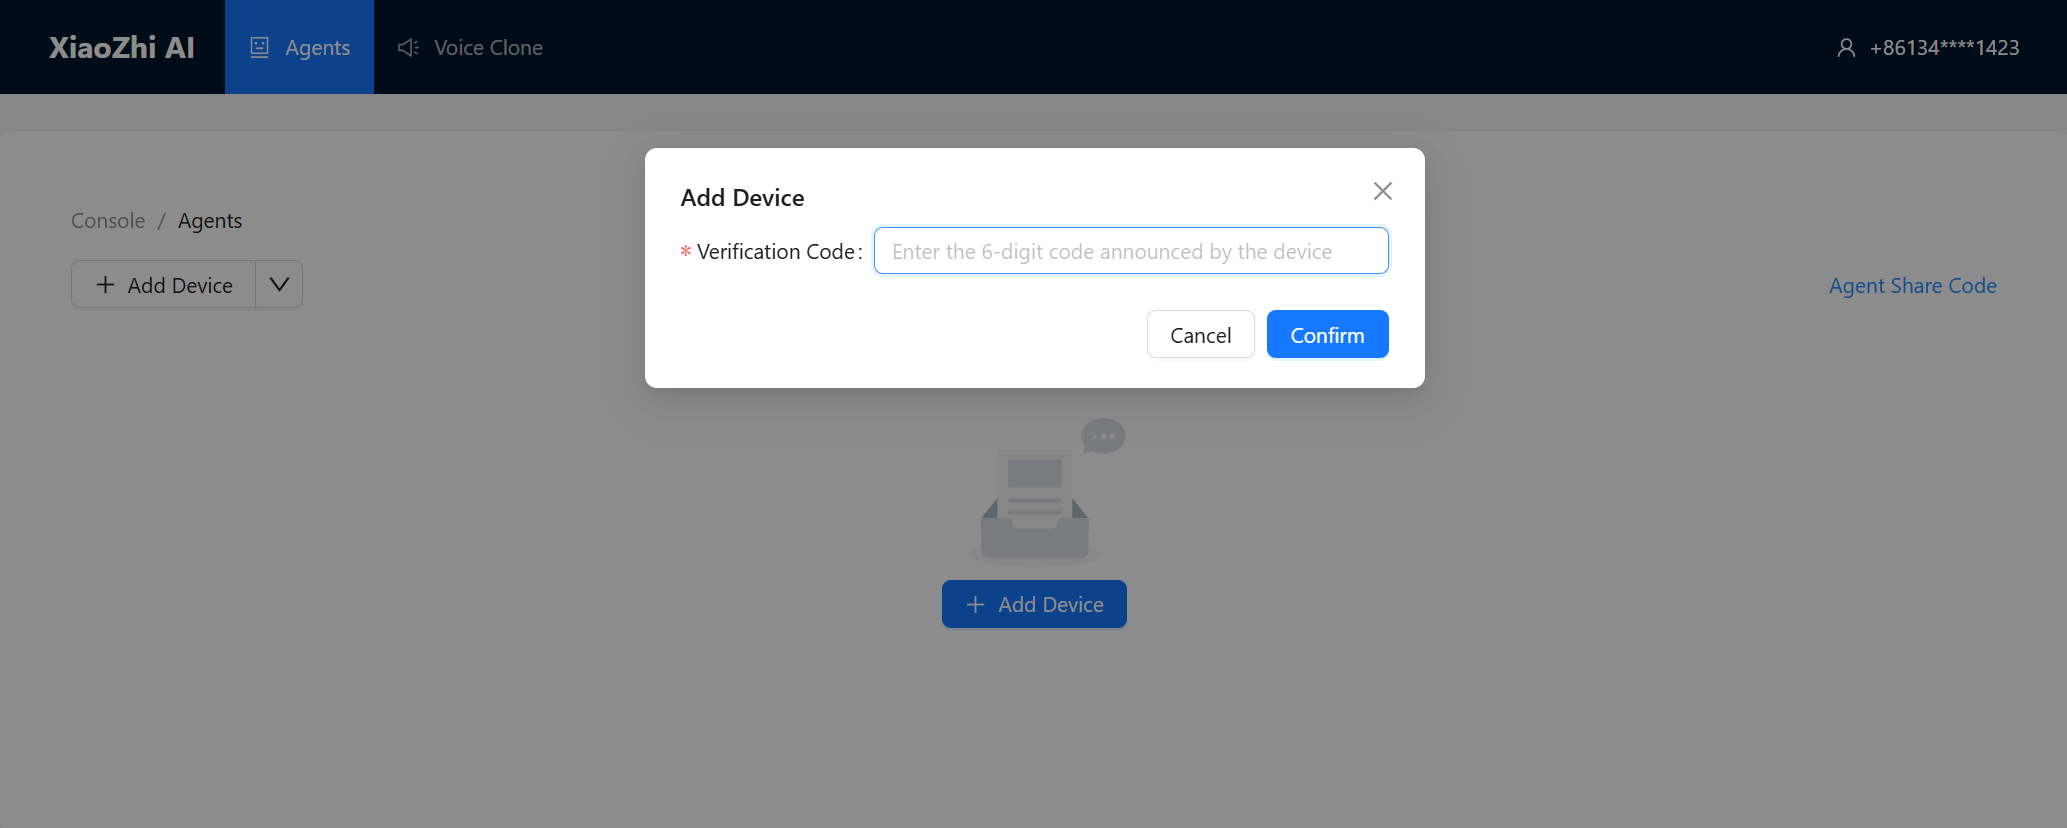 XiaoZhi AI
Agents
Voice Clone
+86134****1423
Console / Agents
Add Device
Agent Share Code
Add Device
* Verification Code:
Enter the 6-digit code announced by the device
Cancel
Confirm
Add Device